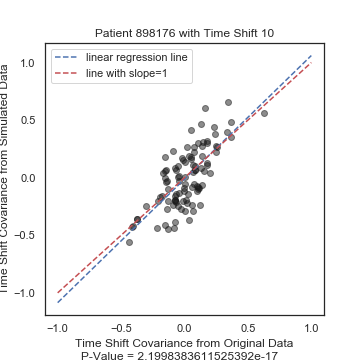 Patient 898176 with Time Shift 10
linear regression line
line with slope=1
Time Shift Covariance from Simulated Data
1.0
0.5
0.0
−0.5
−1.0
−1.0 −0.5 0.0 0.5 1.0
Time Shift Covariance from Original Data
P-Value = 2.1998383611525392e-17